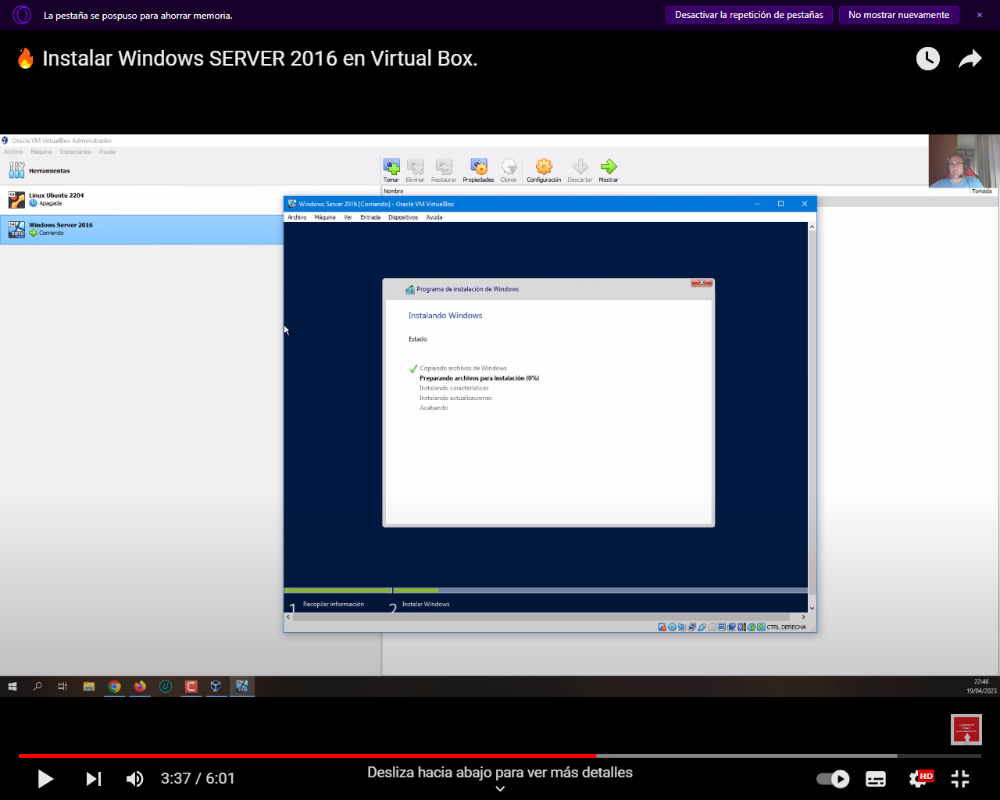 La pestaña se pospuso para ahorrar memoria.
Desactivar la repetición de pestañas
No mostrar nuevamente
Instalar Windows SERVER 2016 en Virtual Box.
Oracle VM VirtualBox Administrador
Archivo Máquina Instantánea Ayuda
Herramientas
Tomar Eliminar Restaurar Propiedades Clonar Configuración Descartar Mostrar
Nombre
Tomada
Linux Ubuntu 2204
Apagada
Windows Server 2016
Corriendo
Windows Server 2016 [Corriendo] - Oracle VM VirtualBox
Archivo Máquina Ver Entrada Dispositivos Ayuda
Programa de instalación de Windows
Instalando Windows
Estado
Copiando archivos de Windows
Preparando archivos para instalación (0%)
Instalando características
Instalando actualizaciones
Acabando
1 Recopilar información
2 Instalar Windows
CTRL DERECHA
22:46
19/04/2023
3:37 / 6:01
Desliza hacia abajo para ver más detalles
HD